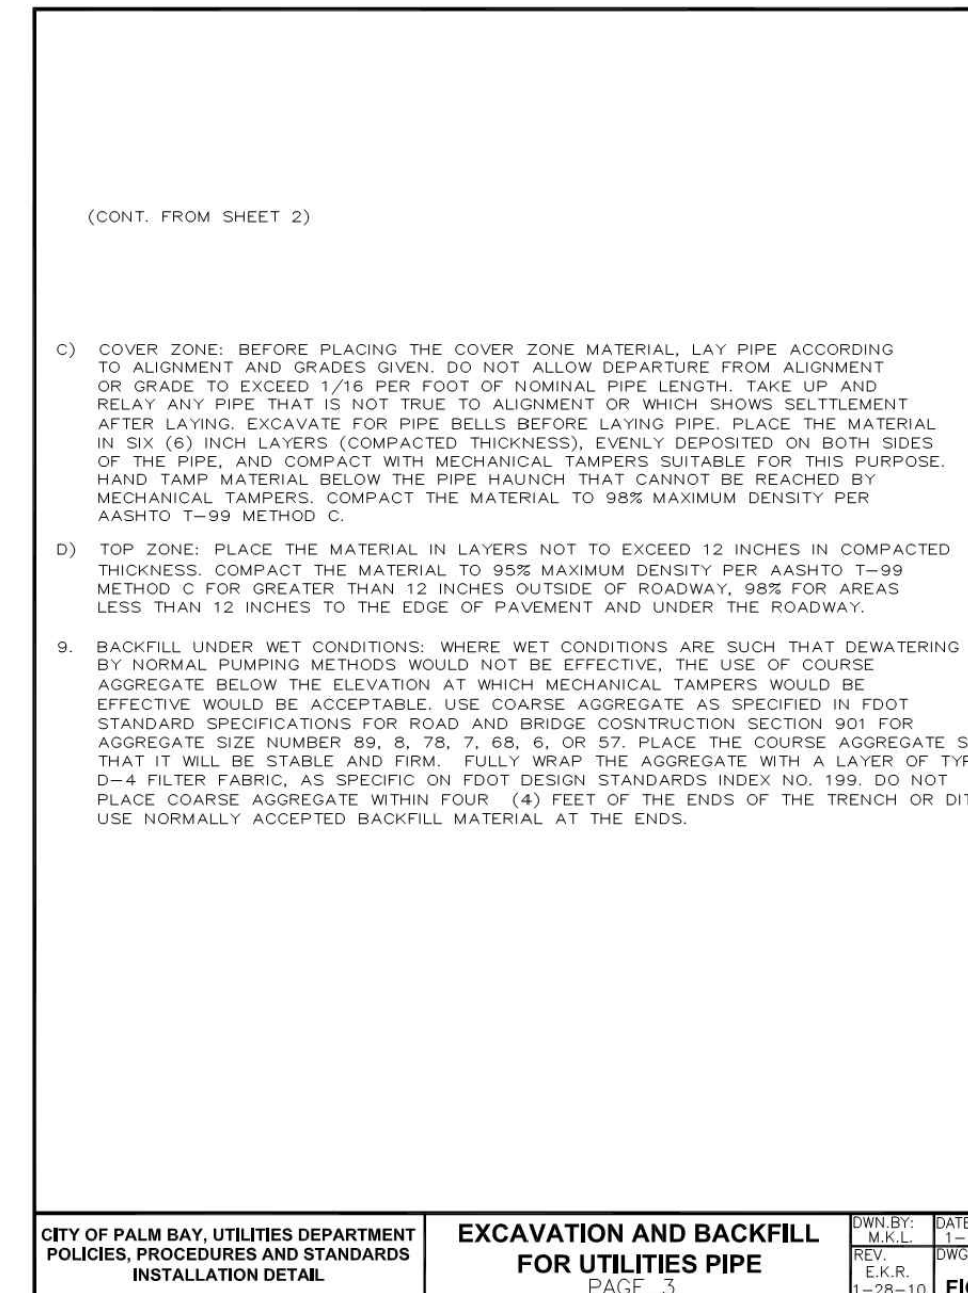 (CONT. FROM SHEET 2)
C) COVER ZONE: BEFORE PLACING THE COVER ZONE MATERIAL, LAY PIPE ACCORDING
TO ALIGNMENT AND GRADES GIVEN. DO NOT ALLOW DEPARTURE FROM ALIGNMENT
OR GRADE TO EXCEED 1/16 PER FOOT OF NOMINAL PIPE LENGTH. TAKE UP AND
RELAY ANY PIPE THAT IS NOT TRUE TO ALIGNMENT OR WHICH SHOWS SELTTLEMENT
AFTER LAYING. EXCAVATE FOR PIPE BELLS BEFORE LAYING PIPE. PLACE THE MATERIAL
IN SIX (6) INCH LAYERS (COMPACTED THICKNESS), EVENLY DEPOSITED ON BOTH SIDES
OF THE PIPE, AND COMPACT WITH MECHANICAL TAMPERS SUITABLE FOR THIS PURPOSE.
HAND TAMP MATERIAL BELOW THE PIPE HAUNCH THAT CANNOT BE REACHED BY
MECHANICAL TAMPERS. COMPACT THE MATERIAL TO 98% MAXIMUM DENSITY PER
AASHTO T-99 METHOD C.
D) TOP ZONE: PLACE THE MATERIAL IN LAYERS NOT TO EXCEED 12 INCHES IN COMPACTED
THICKNESS. COMPACT THE MATERIAL TO 95% MAXIMUM DENSITY PER AASHTO T-99
METHOD C FOR GREATER THAN 12 INCHES OUTSIDE OF ROADWAY, 98% FOR AREAS
LESS THAN 12 INCHES TO THE EDGE OF PAVEMENT AND UNDER THE ROADWAY.
9. BACKFILL UNDER WET CONDITIONS: WHERE WET CONDITIONS ARE SUCH THAT DEWATERING
BY NORMAL PUMPING METHODS WOULD NOT BE EFFECTIVE, THE USE OF COURSE
AGGREGATE BELOW THE ELEVATION AT WHICH MECHANICAL TAMPERS WOULD BE
EFFECTIVE WOULD BE ACCEPTABLE. USE COARSE AGGREGATE AS SPECIFIED IN FDOT
STANDARD SPECIFICATIONS FOR ROAD AND BRIDGE COSNTRUCTION SECTION 901 FOR
AGGREGATE SIZE NUMBER 89, 8, 78, 7, 68, 6, OR 57. PLACE THE COURSE AGGREGATE S
THAT IT WILL BE STABLE AND FIRM. FULLY WRAP THE AGGREGATE WITH A LAYER OF TYP
D-4 FILTER FABRIC, AS SPECIFIC ON FDOT DESIGN STANDARDS INDEX NO. 199. DO NOT
PLACE COARSE AGGREGATE WITHIN FOUR (4) FEET OF THE ENDS OF THE TRENCH OR DIT
USE NORMALLY ACCEPTED BACKFILL MATERIAL AT THE ENDS.
CITY OF PALM BAY, UTILITIES DEPARTMENT
POLICIES, PROCEDURES AND STANDARDS
INSTALLATION DETAIL
EXCAVATION AND BACKFILL
FOR UTILITIES PIPE
PAGE 3
DWN.BY:
M.K.L.
REV.
E.K.R.
1-28-10
DATE
1-
DWG
FIG